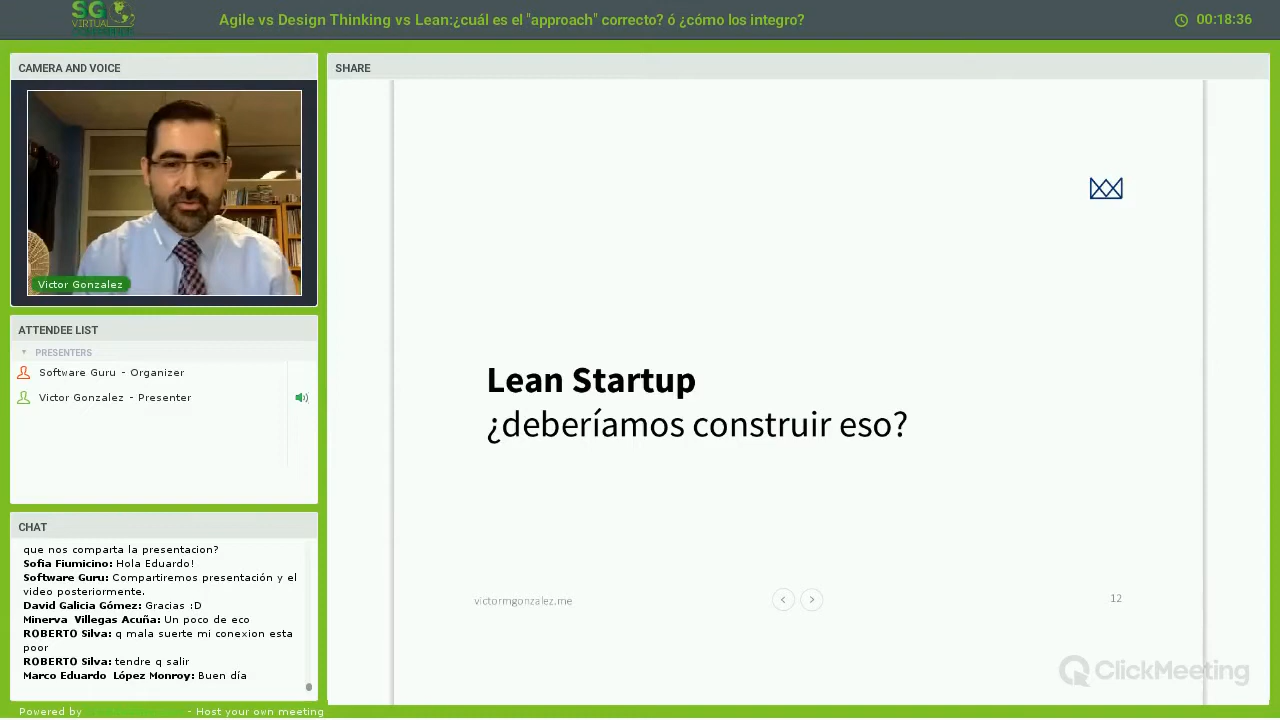 SG
VIRTUAL
Agile vs Design Thinking vs Lean:¿cuál es el "approach" correcto? ó ¿cómo los integro?
00:18:36
CAMERA AND VOICE
Victor Gonzalez
ATTENDEE LIST
PRESENTERS
Software Guru - Organizer
Victor Gonzalez - Presenter
CHAT
que nos comparta la presentacion?
Sofia Fiumicino: Hola Eduardo!
Software Guru: Compartiremos presentación y el
video posteriormente.
David Galicia Gómez: Gracias :D
Minerva Villegas Acuña: Un poco de eco
ROBERTO Silva: q mala suerte mi conexion esta
poor
ROBERTO Silva: tendre q salir
Marco Eduardo López Monroy: Buen día
Powered by
- Host your own meeting
SHARE
Lean Startup
¿deberíamos construir eso?
victormgonzalez.me
12
ClickMeeting